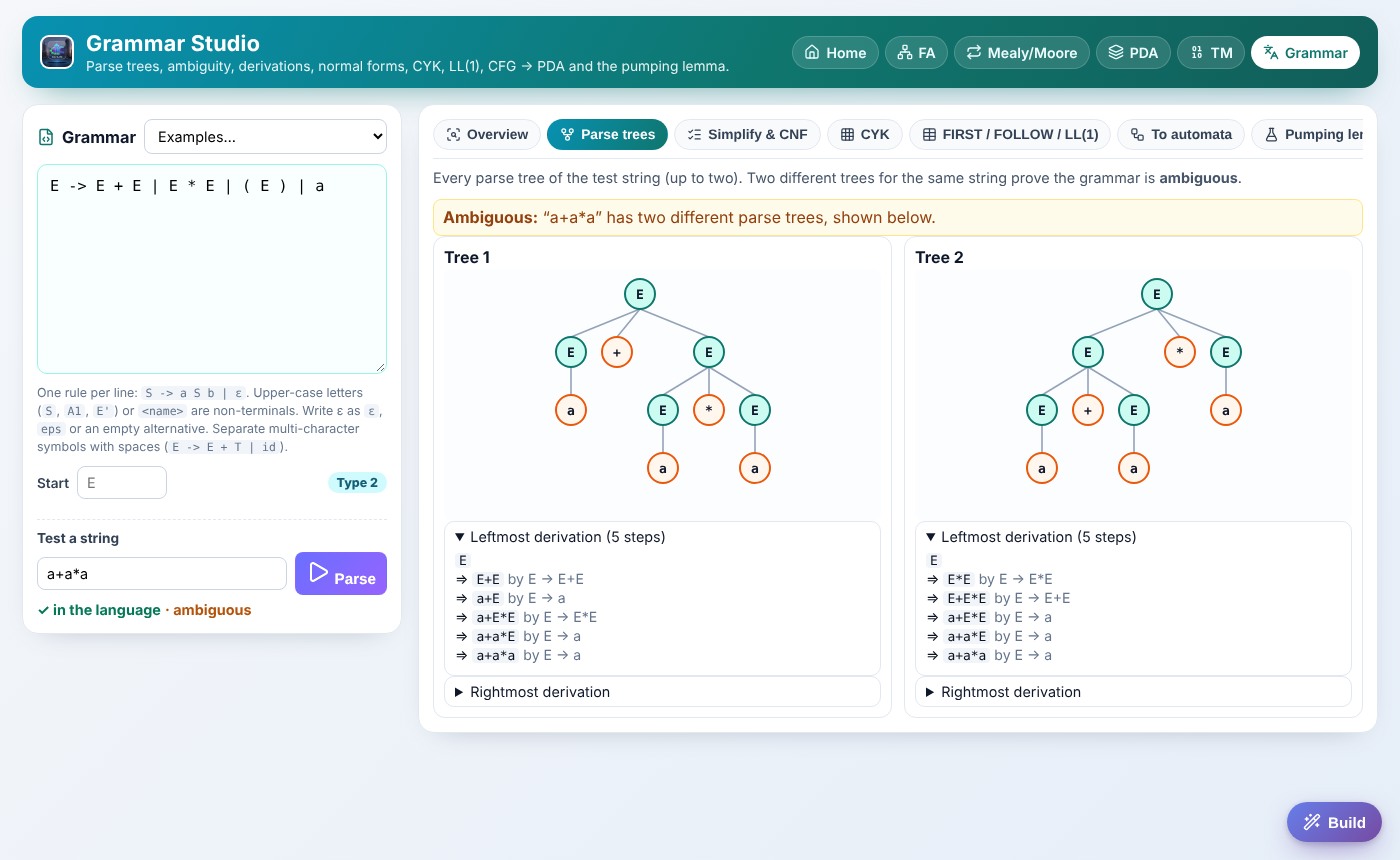 Grammar Studio
Parse trees, ambiguity, derivations, normal forms, CYK, LL(1), CFG → PDA and the pumping lemma.
Home
FA
Mealy/Moore
PDA
TM
Grammar
Grammar
Examples...
E -> E + E | E * E | ( E ) | a
One rule per line: S -> a S b | ε. Upper-case letters
(S, A1, E') or <name> are non-terminals. Write ε as ε,
eps or an empty alternative. Separate multi-character
symbols with spaces (E -> E + T | id).
Start
E
Type 2
Test a string
a+a*a
Parse
✓ in the language · ambiguous
Overview
Parse trees
Simplify & CNF
CYK
FIRST / FOLLOW / LL(1)
To automata
Pumping ler
Every parse tree of the test string (up to two). Two different trees for the same string prove the grammar is ambiguous.
Ambiguous: “a+a*a” has two different parse trees, shown below.
Tree 1
E
E + E
a E * E
a a
▼ Leftmost derivation (5 steps)
E
⇒ E+E by E → E+E
⇒ a+E by E → a
⇒ a+E*E by E → E*E
⇒ a+a*E by E → a
⇒ a+a*a by E → a
▶ Rightmost derivation
Tree 2
E
E * E
E + E a
a a
▼ Leftmost derivation (5 steps)
E
⇒ E*E by E → E*E
⇒ E+E*E by E → E+E
⇒ a+E*E by E → a
⇒ a+a*E by E → a
⇒ a+a*a by E → a
▶ Rightmost derivation
Build